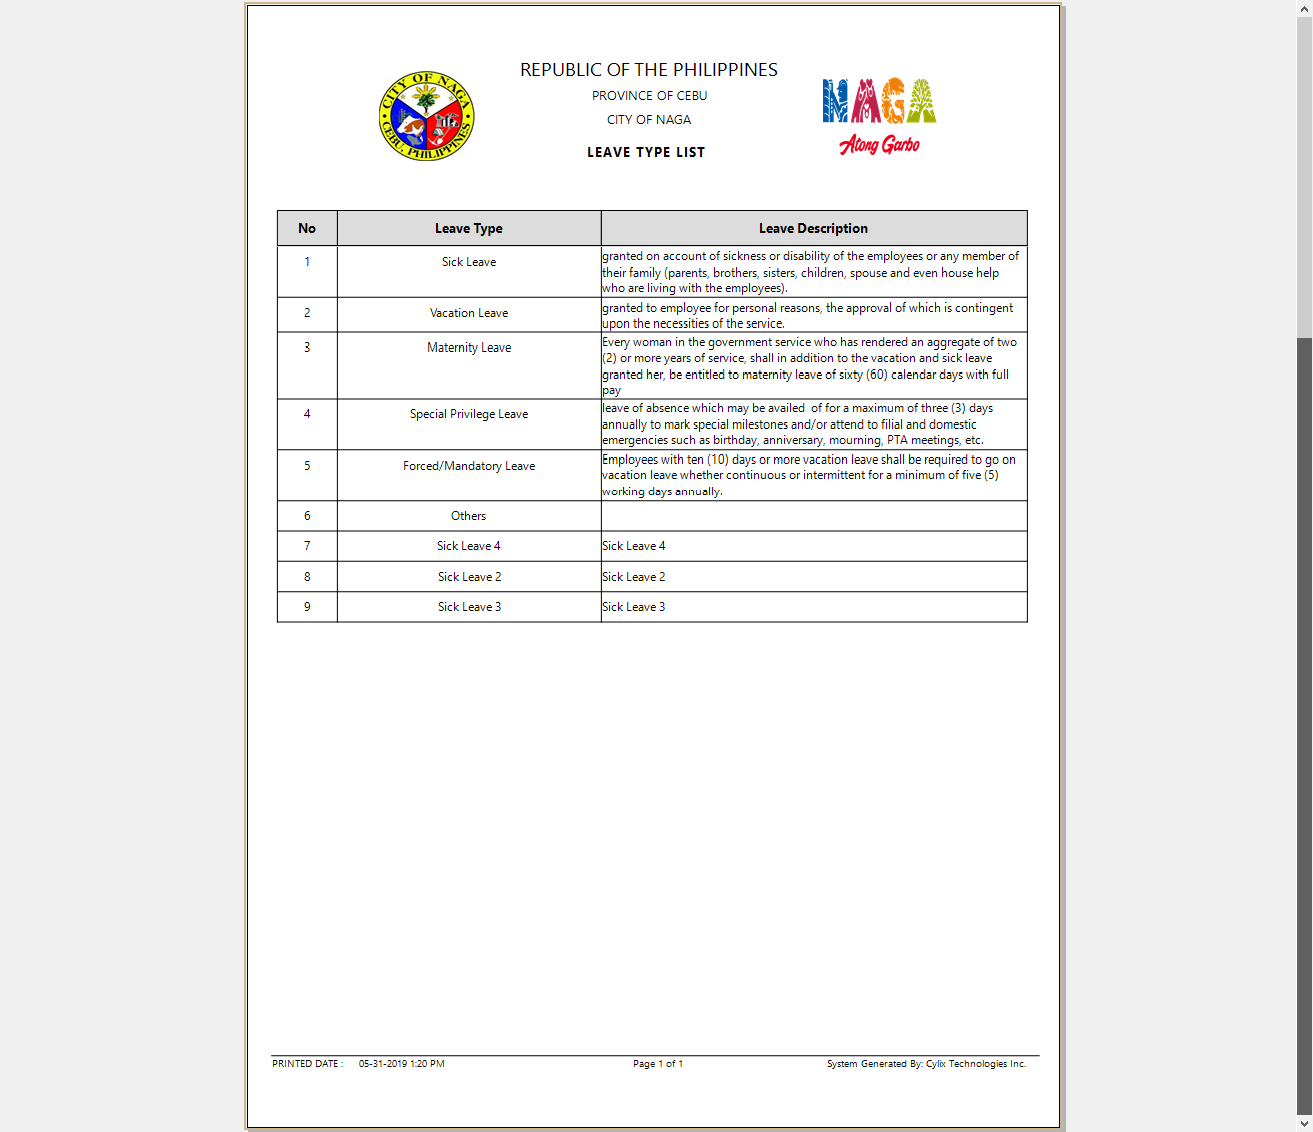 REPUBLIC OF THE PHILIPPINES
PROVINCE OF CEBU
CITY OF NAGA
LEAVE TYPE LIST
CITY OF NAGA
CEBU, PHILIPPINES
NAGA
Atong Garbo
No Leave Type Leave Description
1 Sick Leave granted on account of sickness or disability of the employees or any member of
their family (parents, brothers, sisters, children, spouse and even house help
who are living with the employees).
2 Vacation Leave granted to employee for personal reasons, the approval of which is contingent
upon the necessities of the service.
3 Maternity Leave Every woman in the government service who has rendered an aggregate of two
(2) or more years of service, shall in addition to the vacation and sick leave
granted her, be entitled to maternity leave of sixty (60) calendar days with full
pay
4 Special Privilege Leave leave of absence which may be availed  of for a maximum of three (3) days
annually to mark special milestones and/or attend to filial and domestic
emergencies such as birthday, anniversary, mourning, PTA meetings, etc.
5 Forced/Mandatory Leave Employees with ten (10) days or more vacation leave shall be required to go on
vacation leave whether continuous or intermittent for a minimum of five (5)
working days annually.
6 Others
7 Sick Leave 4 Sick Leave 4
8 Sick Leave 2 Sick Leave 2
9 Sick Leave 3 Sick Leave 3
PRINTED DATE : 05-31-2019 1:20 PM Page 1 of 1 System Generated By: Cylix Technologies Inc.